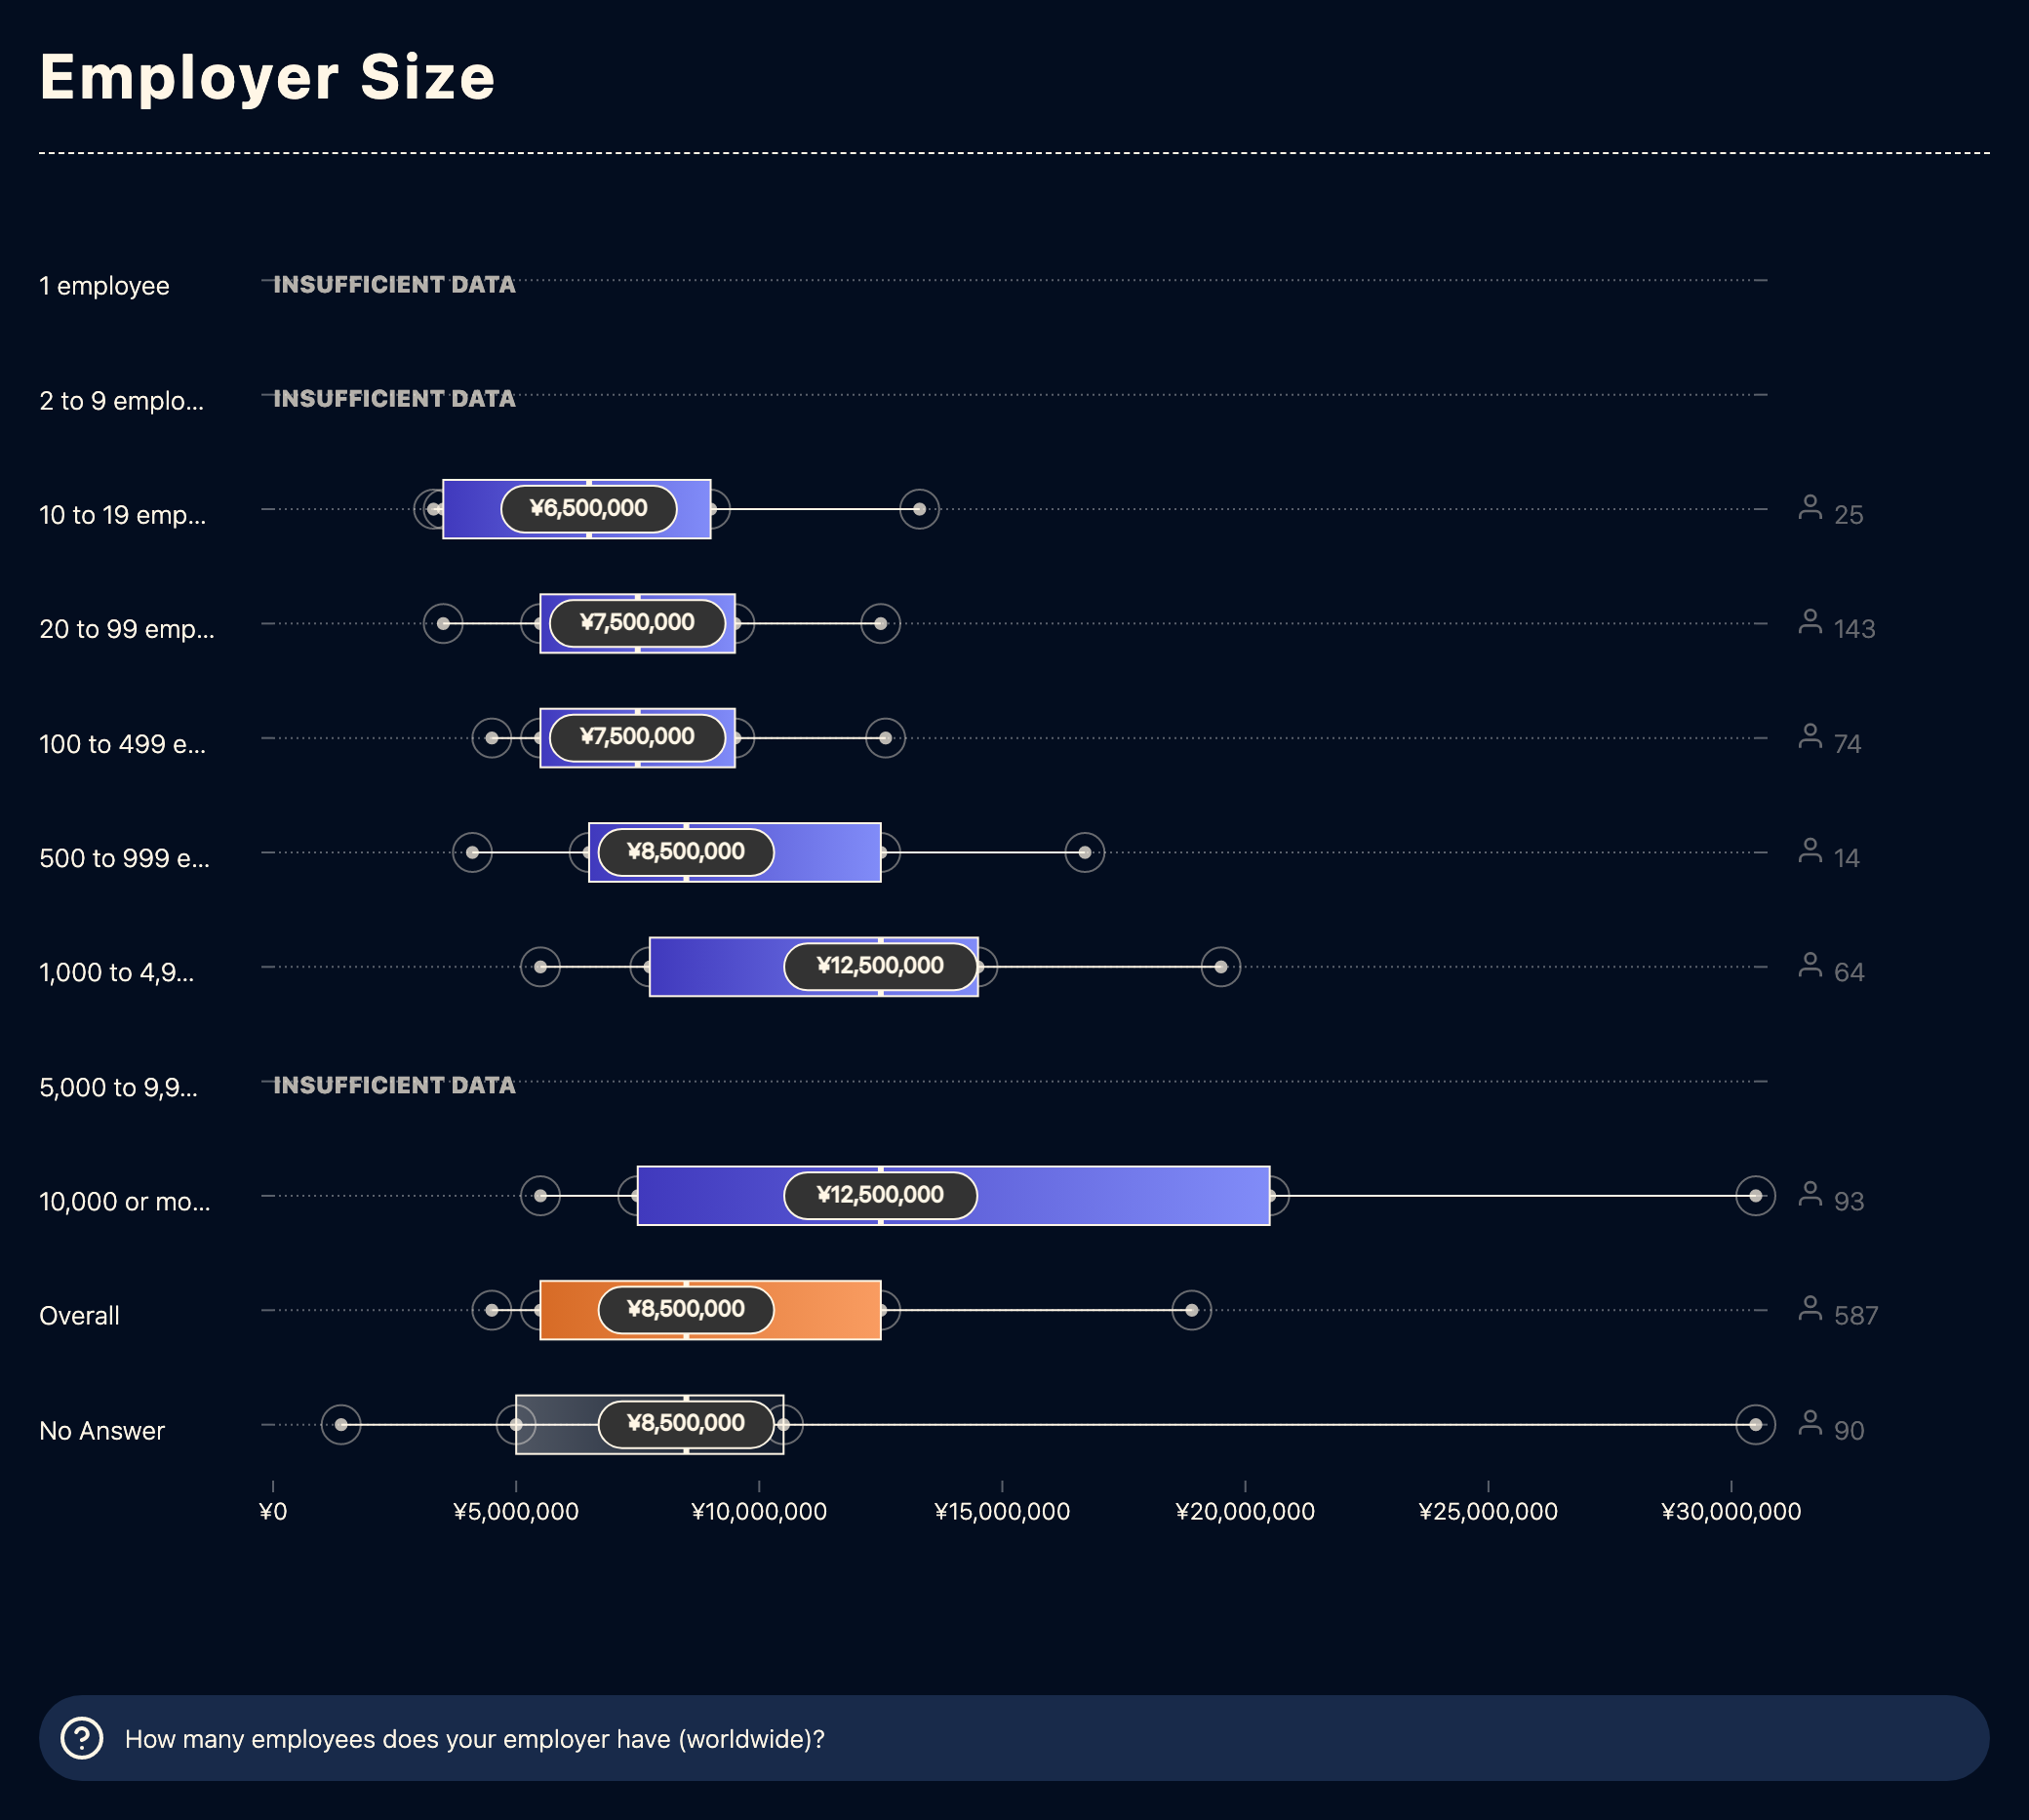 Employer Size
1 employee INSUFFICIENT DATA
2 to 9 emplo... INSUFFICIENT DATA
10 to 19 emp... ¥6,500,000 25
20 to 99 emp... ¥7,500,000 143
100 to 499 e... ¥7,500,000 74
500 to 999 e... ¥8,500,000 14
1,000 to 4,9... ¥12,500,000 64
5,000 to 9,9... INSUFFICIENT DATA
10,000 or mo... ¥12,500,000 93
Overall ¥8,500,000 587
No Answer ¥8,500,000 90
¥0 ¥5,000,000 ¥10,000,000 ¥15,000,000 ¥20,000,000 ¥25,000,000 ¥30,000,000
? How many employees does your employer have (worldwide)?